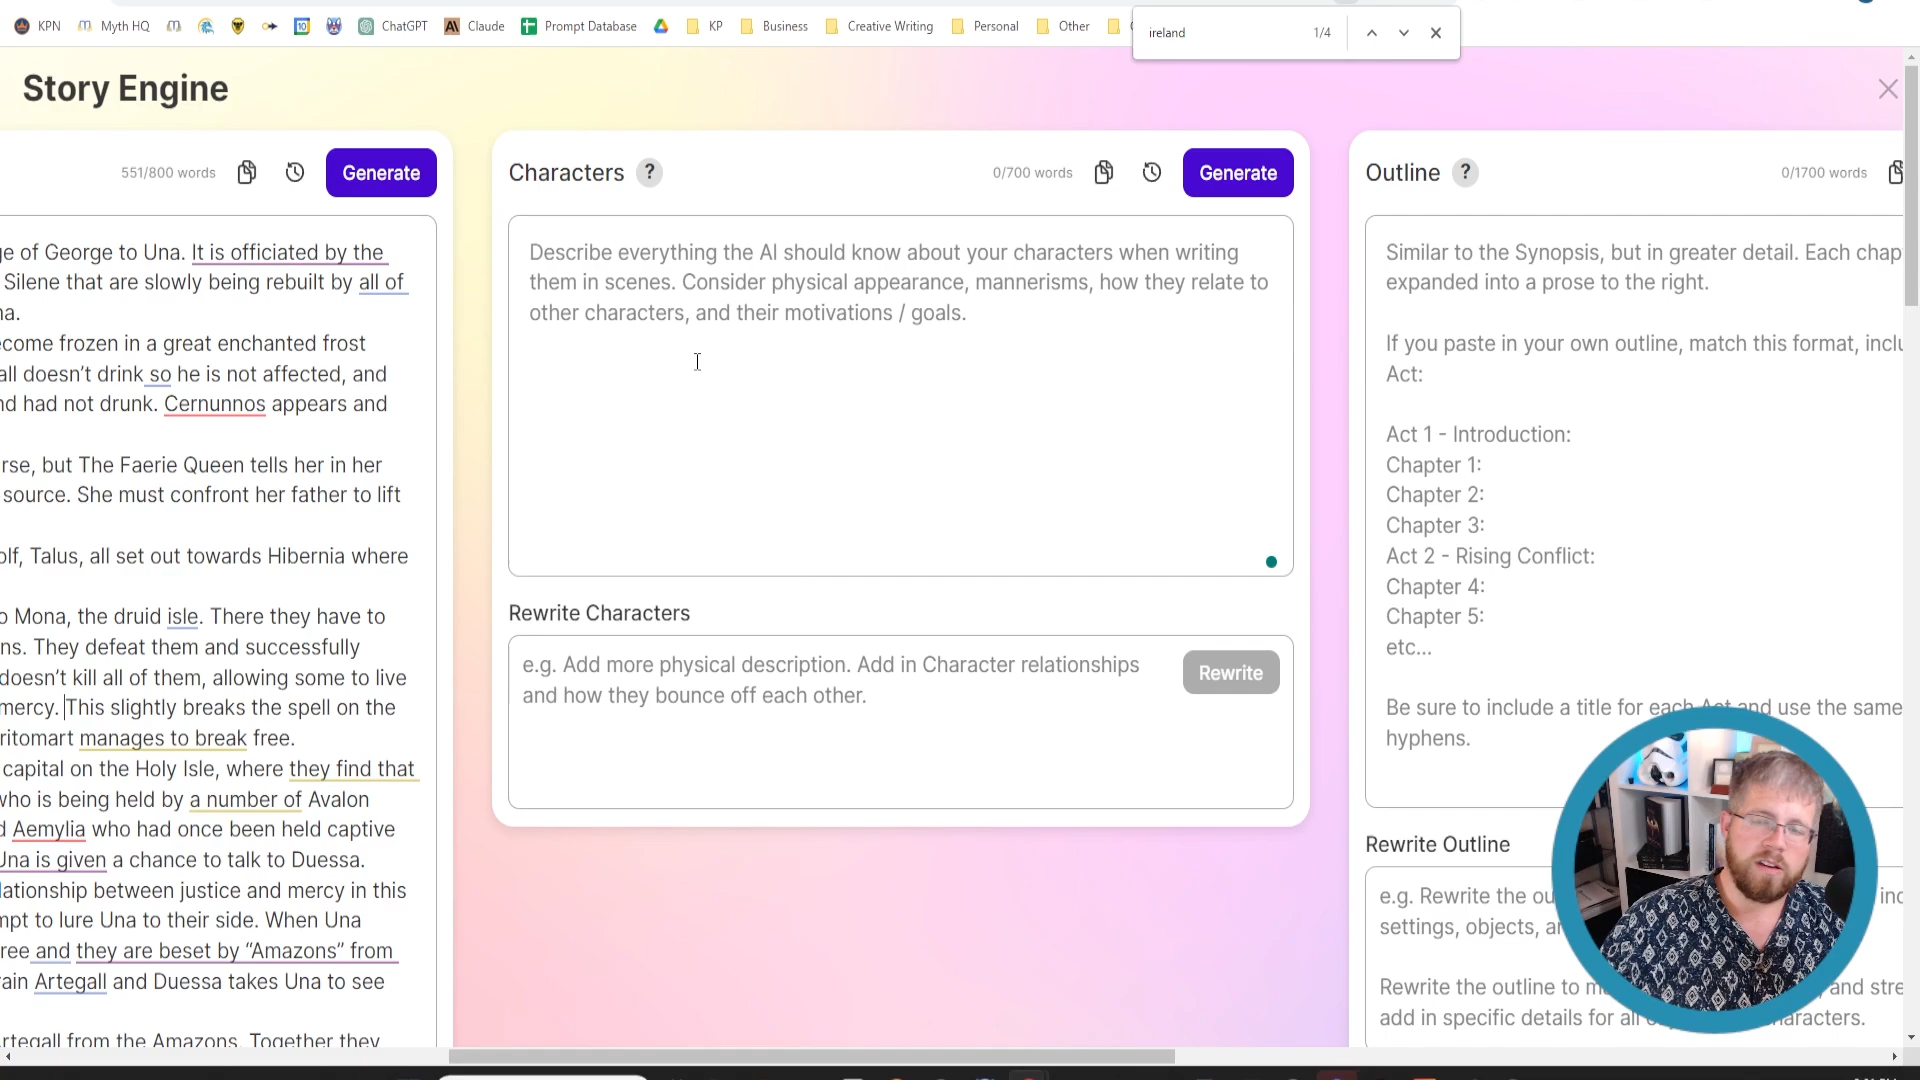 KPN Myth HQ ChatGPT Claude Prompt Database KP Business Creative Writing Personal Other
ireland 1/4
Story Engine
551/800 words Generate
ge of George to Una. It is officiated by the
Silene that are slowly being rebuilt by all of
na.
ecome frozen in a great enchanted frost
all doesn't drink so he is not affected, and
nd had not drunk. Cernunnos appears and
rse, but The Faerie Queen tells her in her
source. She must confront her father to lift
olf, Talus, all set out towards Hibernia where
o Mona, the druid isle. There they have to
ns. They defeat them and successfully
doesn't kill all of them, allowing some to live
mercy. This slightly breaks the spell on the
ritomart manages to break free.
capital on the Holy Isle, where they find that
who is being held by a number of Avalon
d Aemylia who had once been held captive
Una is given a chance to talk to Duessa.
lationship between justice and mercy in this
mpt to lure Una to their side. When Una
ree and they are beset by “Amazons” from
ain Artegall and Duessa takes Una to see
rtegall from the Amazons. Together they
Characters ? 0/700 words Generate
Describe everything the AI should know about your characters when writing
them in scenes. Consider physical appearance, mannerisms, how they relate to
other characters, and their motivations / goals.
Rewrite Characters
e.g. Add more physical description. Add in Character relationships
and how they bounce off each other.
Rewrite
Outline ? 0/1700 words
Similar to the Synopsis, but in greater detail. Each chap
expanded into a prose to the right.
If you paste in your own outline, match this format, inclu
Act:
Act 1 - Introduction:
Chapter 1:
Chapter 2:
Chapter 3:
Act 2 - Rising Conflict:
Chapter 4:
Chapter 5:
etc...
Be sure to include a title for each Act and use the same
hyphens.
Rewrite Outline
e.g. Rewrite the ou inc
settings, objects, an
Rewrite the outline to m and stre
add in specific details for all characters.